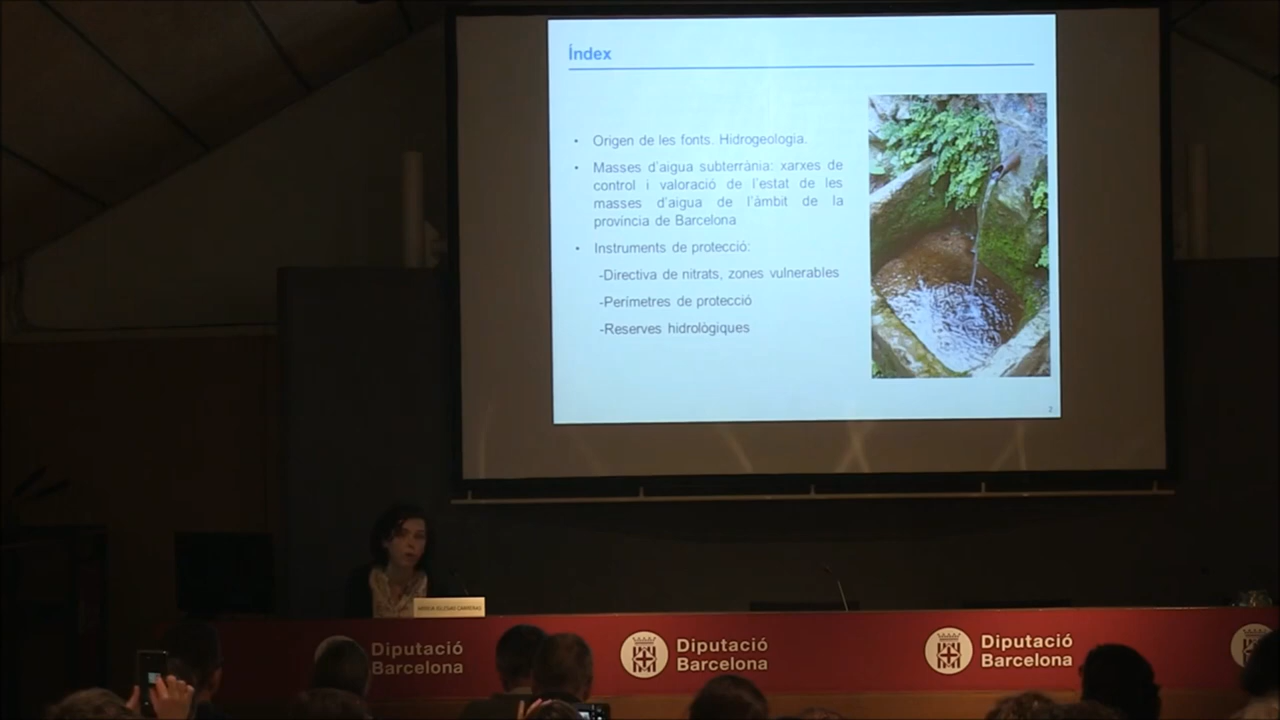 Índex
• Origen de les fonts. Hidrogeologia.
• Masses d'aigua subterrània: xarxes de
control i valoració de l'estat de les
masses d'aigua de l'àmbit de la
província de Barcelona
• Instruments de protecció:
-Directiva de nitrats, zones vulnerables
-Perímetres de protecció
-Reserves hidrològiques
2
Diputació
Barcelona
Diputació
Barcelona
Diputació
Barcelona